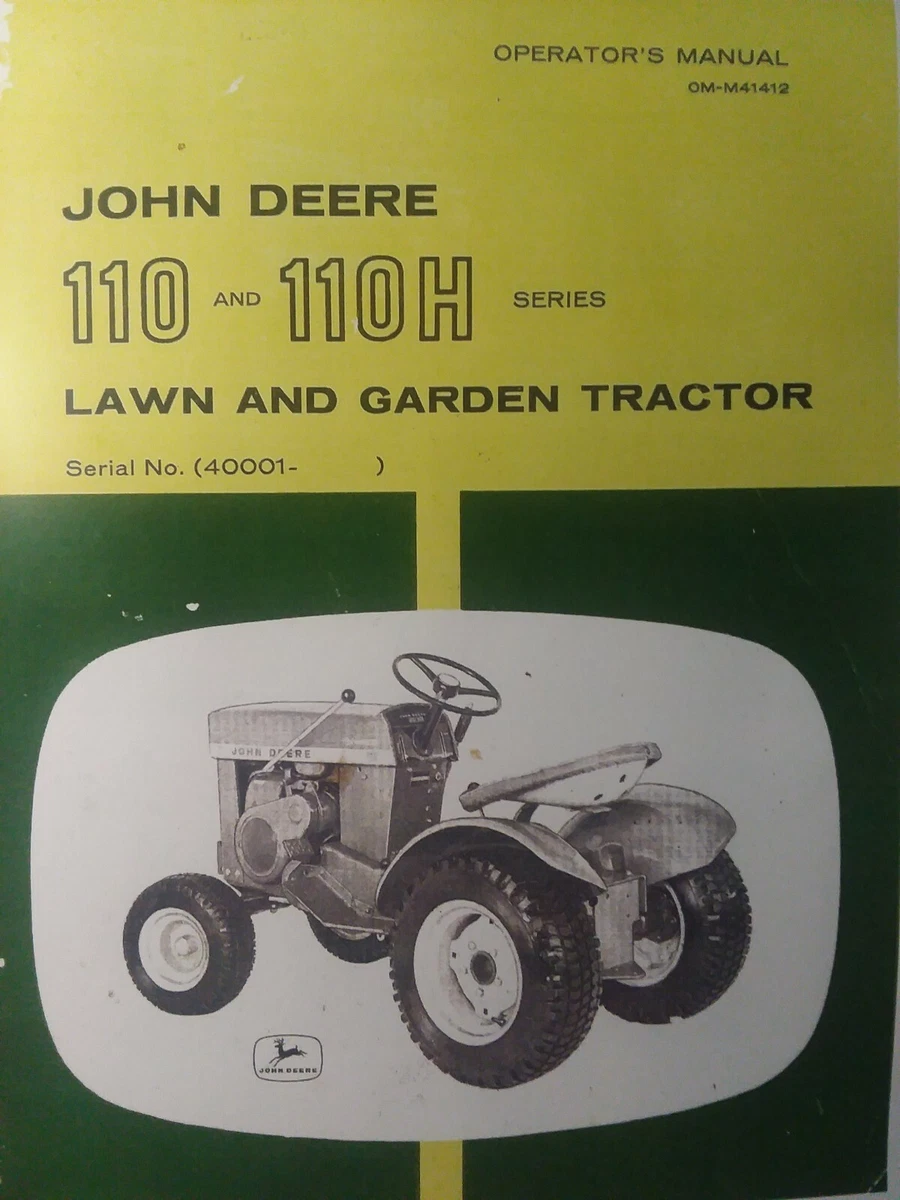 OPERATOR'S MANUAL
OM-M41412
JOHN DEERE
110 AND 110H SERIES
LAWN AND GARDEN TRACTOR
Serial No. (40001- )
JOHN DEERE
JOHN DEERE